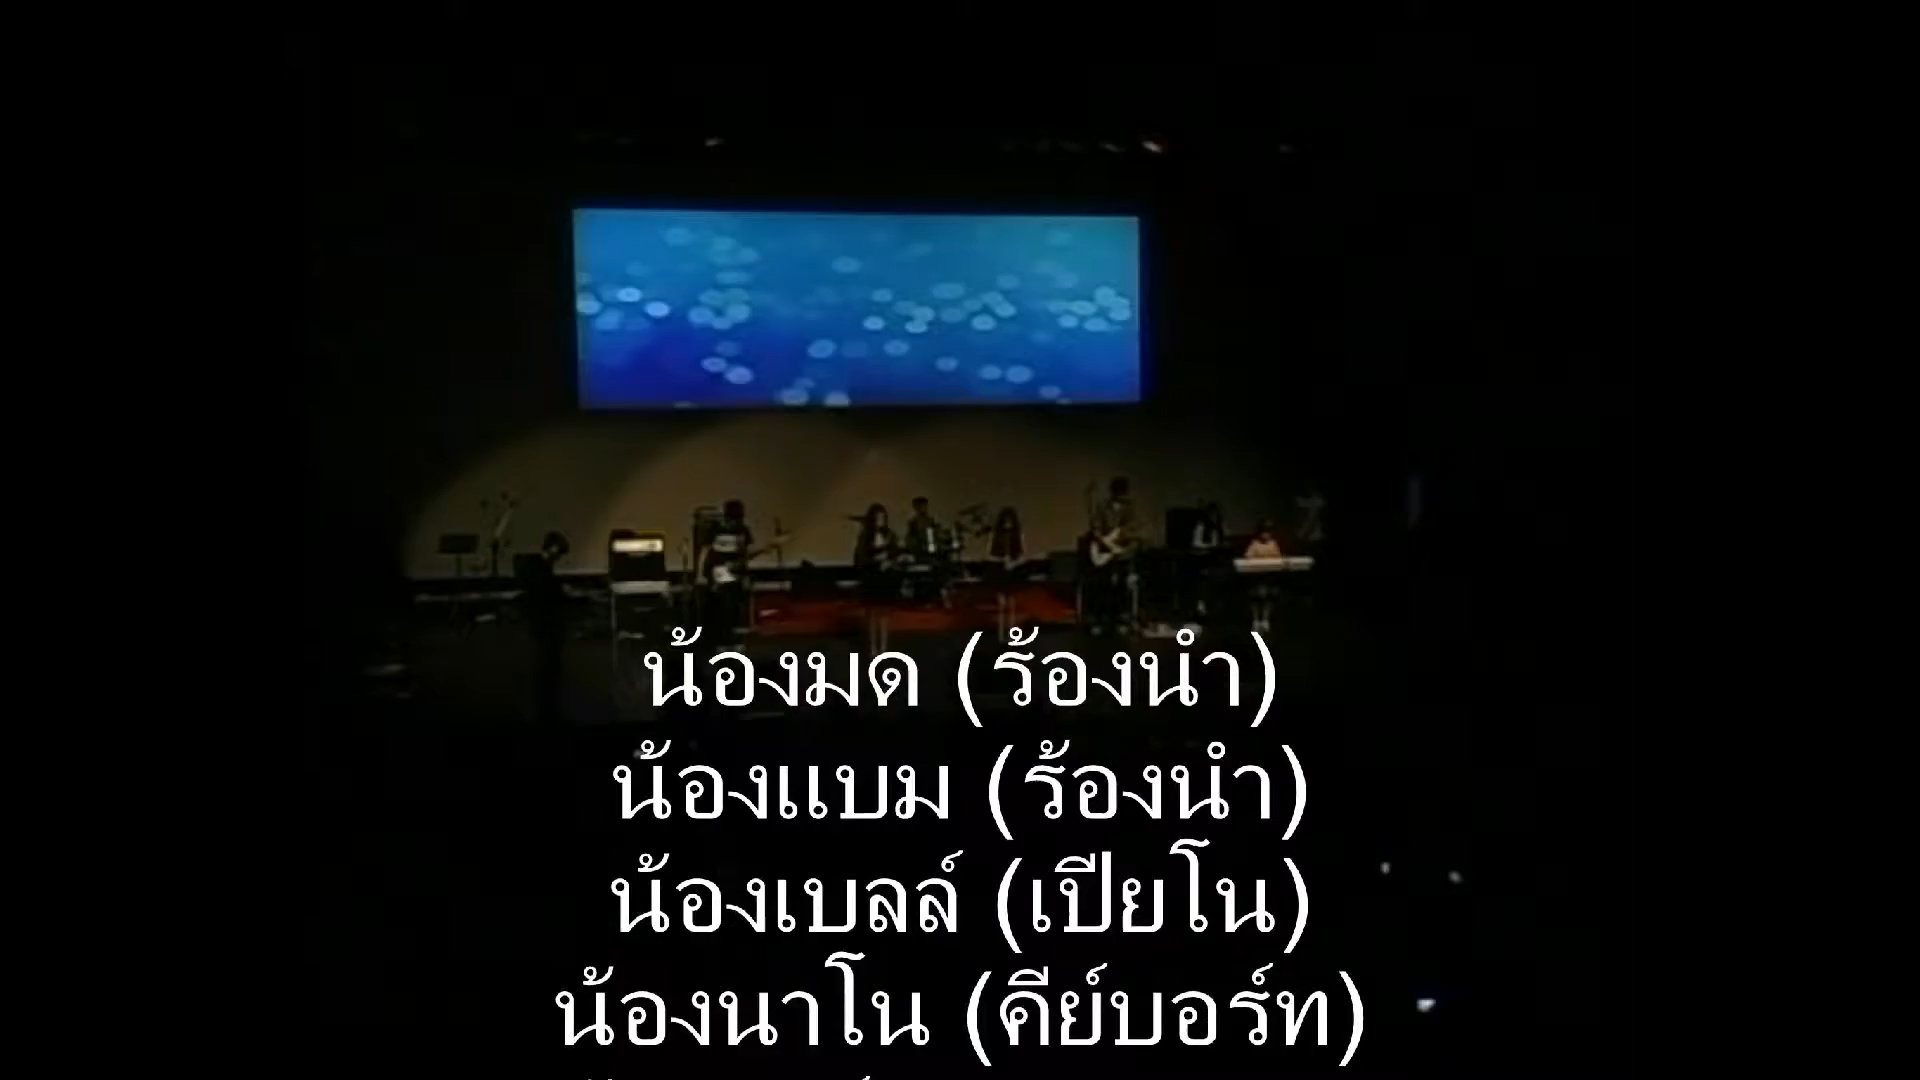 น้องมด (ร้องนำ)
น้องแบม (ร้องนำ)
น้องเบลล์ (เปียโน)
น้องนาโน (คีย์บอร์ท)